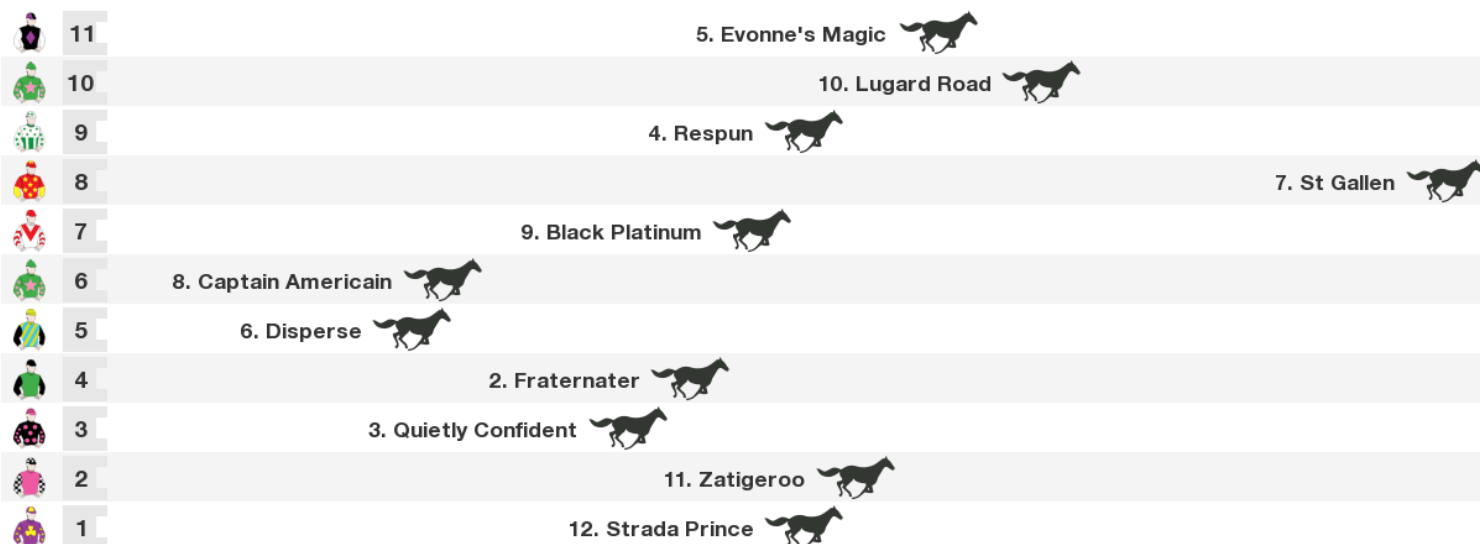 11 5. Evonne's Magic
10 10. Lugard Road
9 4. Respun
8 7. St Gallen
7 9. Black Platinum
6 8. Captain Americain
5 6. Disperse
4 2. Fraternater
3 3. Quietly Confident
2 11. Zatigeroo
1 12. Strada Prince